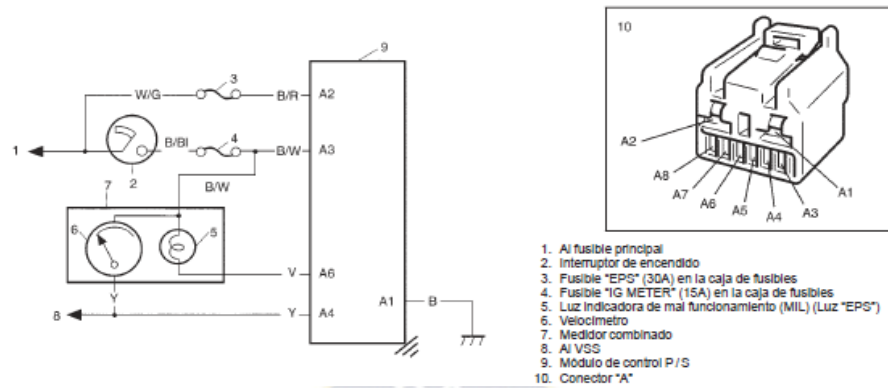 9
W/G
3
B/R
A2
1
B/Bl
4
B/W
A3
2
B/W
7
6
5
V
A6
Y
8
Y
A4
A1
B
10
A2
A8
A7
A6
A5
A4
A3
A1
1. Al fusible principal
2. Interruptor de encendido
3. Fusible "EPS" (30A) en la caja de fusibles
4. Fusible "IG METER" (15A) en la caja de fusibles
5. Luz indicadora de mal funcionamiento (MIL) (Luz "EPS")
6. Velocímetro
7. Medidor combinado
8. Al VSS
9. Módulo de control P/S
10. Conector "A"